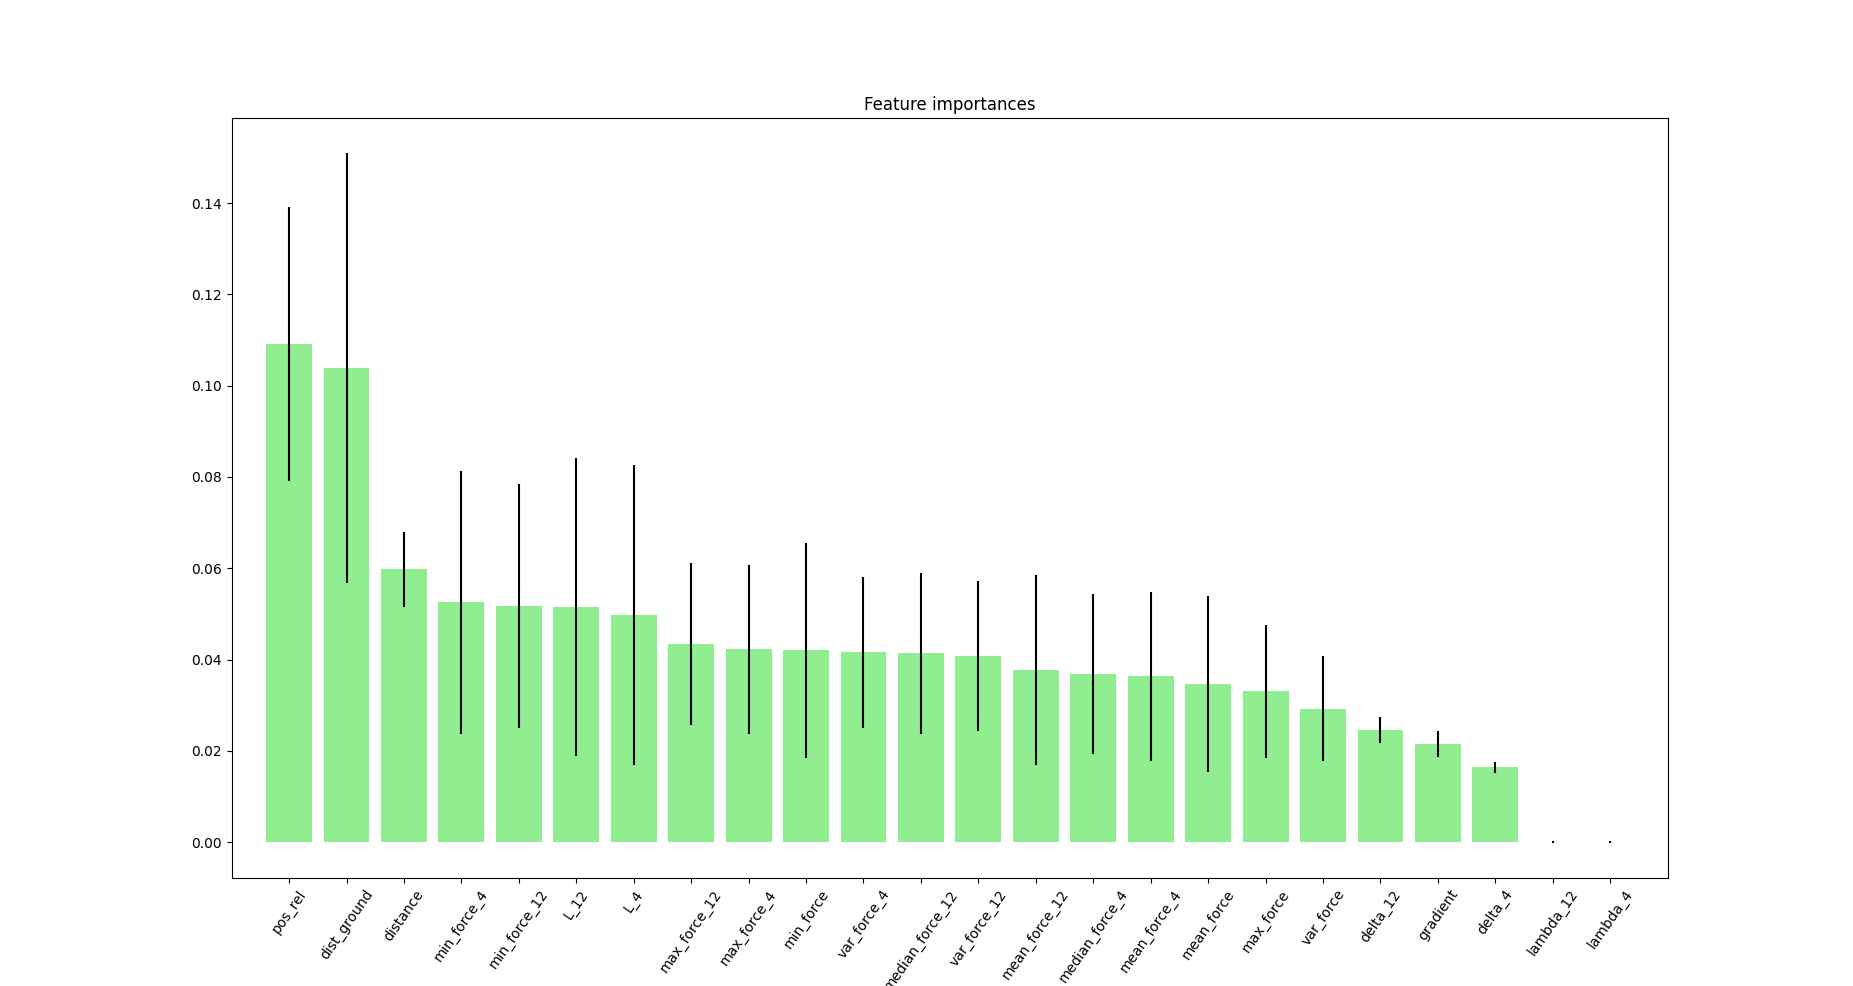 Feature importances
0.14
0.12
0.10
0.08
0.06
0.04
0.02
0.00
pos_rel
dist_ground
distance
min_force_4
min_force_12
L_12
L_4
max_force_12
max_force_4
min_force
var_force_4
median_force_12
var_force_12
mean_force_12
median_force_4
mean_force_4
mean_force
max_force
var_force
delta_12
gradient
delta_4
lambda_12
lambda_4